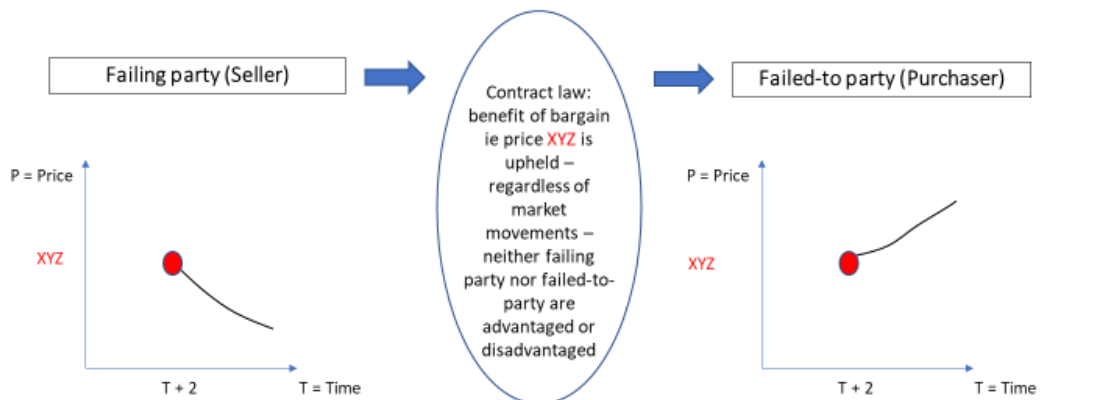 Failing party (Seller)
Failed-to party (Purchaser)
Contract law:
benefit of bargain
ie price XYZ is
upheld –
regardless of
market
movements –
neither failing
party nor failed-to-
party are
advantaged or
disadvantaged
P = Price
XYZ
T + 2
T = Time
P = Price
XYZ
T + 2
T = Time